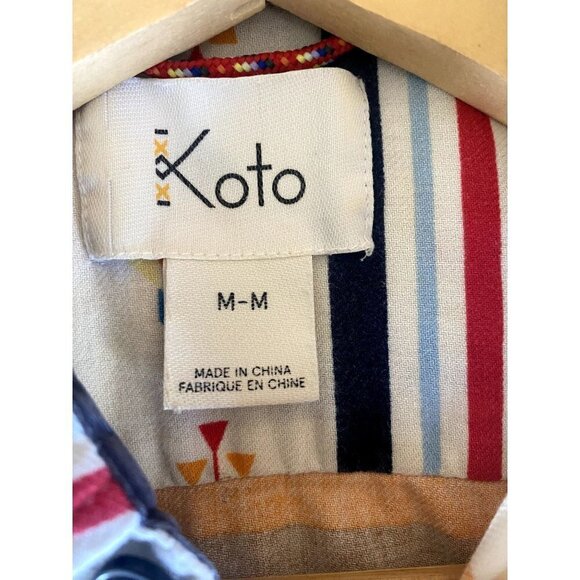 Koto
M-M
MADE IN CHINA
FABRIQUE EN CHINE